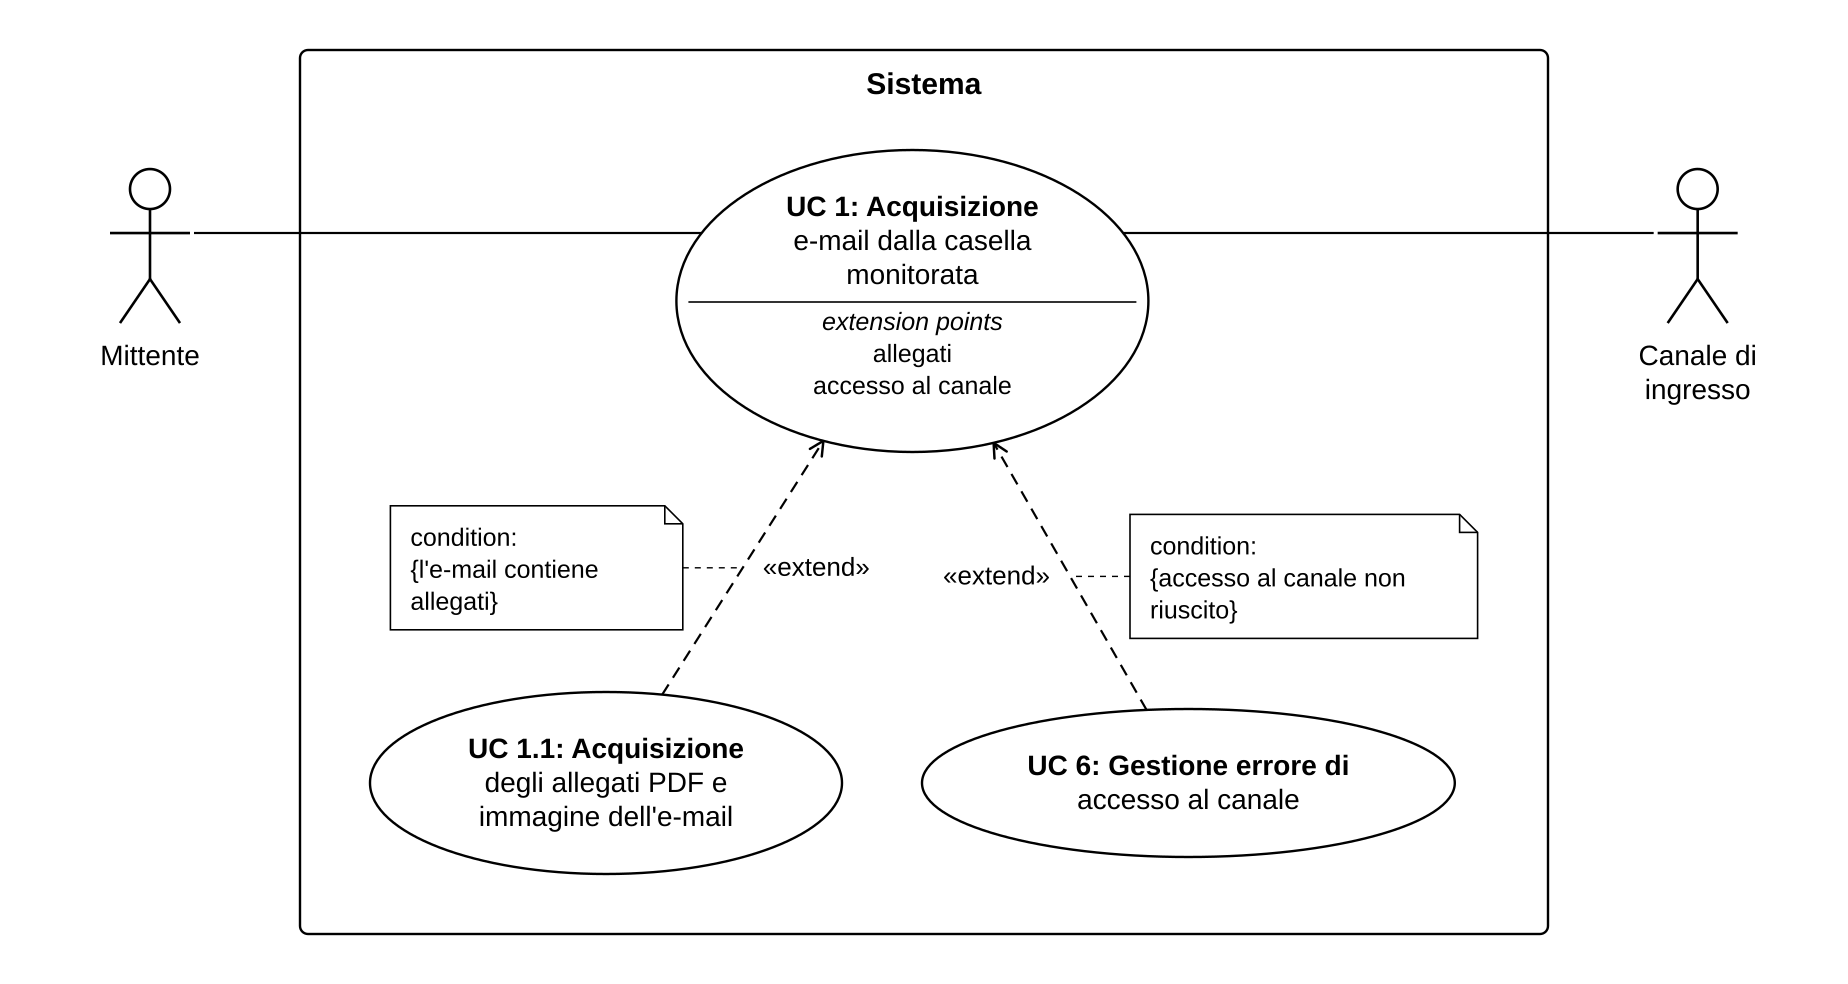 Sistema
UC 1: Acquisizione
e-mail dalla casella
monitorata
extension points
allegati
accesso al canale
Mittente
Canale di
ingresso
condition:
{l'e-mail contiene
allegati}
«extend»
«extend»
condition:
{accesso al canale non
riuscito}
UC 1.1: Acquisizione
degli allegati PDF e
immagine dell'e-mail
UC 6: Gestione errore di
accesso al canale